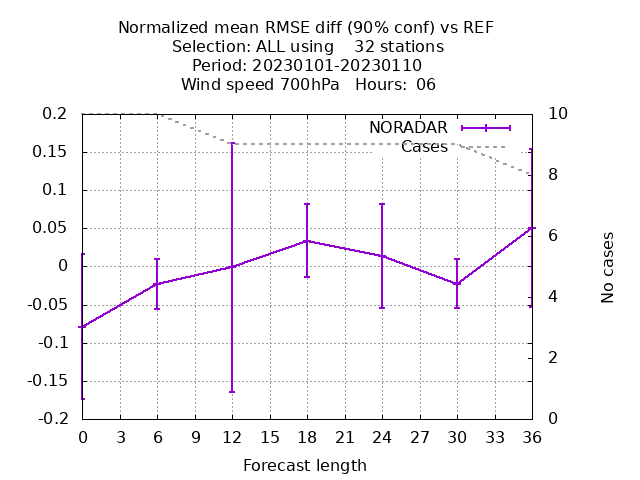 Normalized mean RMSE diff (90% conf) vs REF
Selection: ALL using    32 stations
Period: 20230101-20230110
Wind speed 700hPa   Hours:  06
NORADAR
Cases
0.2
0.15
0.1
0.05
0
-0.05
-0.1
-0.15
-0.2
10
8
6
4
2
0
No cases
0 3 6 9 12 15 18 21 24 27 30 33 36
Forecast length